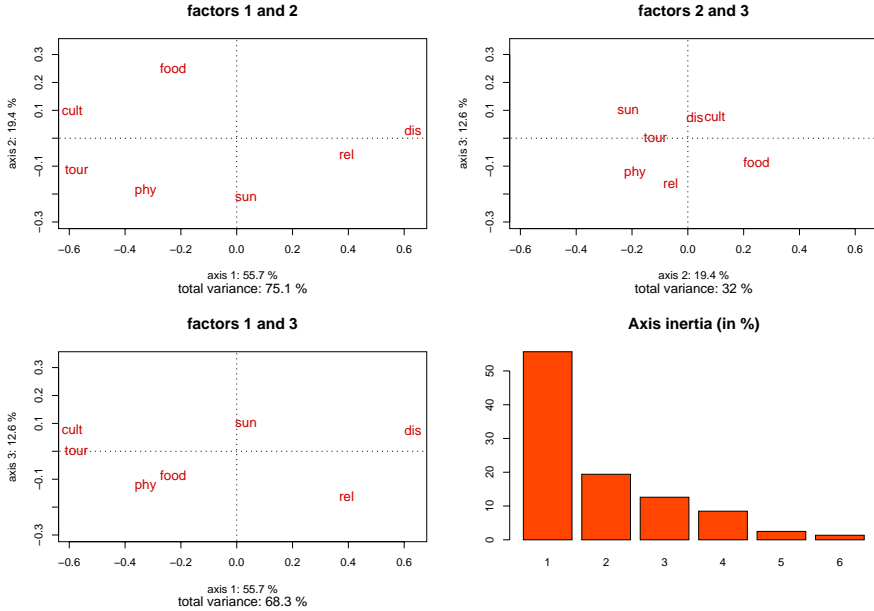 factors 1 and 2
axis 2: 19.4 %
0.3
0.1
−0.1
−0.3
food
cult
dis
rel
tour
phy
sun
−0.6 −0.4 −0.2 0.0 0.2 0.4 0.6
axis 1: 55.7 %
total variance: 75.1 %
factors 2 and 3
axis 3: 12.6 %
0.3
0.1
−0.1
−0.3
sun
dis cult
tour
food
phy
rel
−0.6 −0.4 −0.2 0.0 0.2 0.4 0.6
axis 2: 19.4 %
total variance: 32 %
factors 1 and 3
axis 3: 12.6 %
0.3
0.1
−0.1
−0.3
sun
cult
dis
tour
food
phy
rel
−0.6 −0.4 −0.2 0.0 0.2 0.4 0.6
axis 1: 55.7 %
total variance: 68.3 %
Axis inertia (in %)
50
40
30
20
10
0
1 2 3 4 5 6